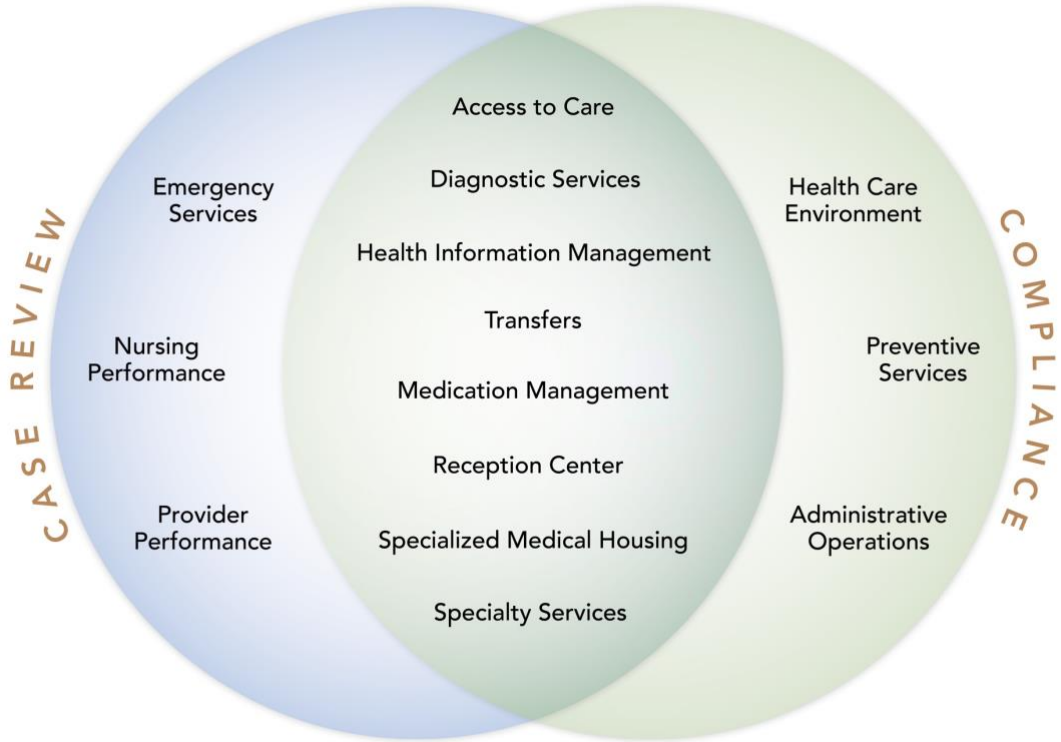 CASE REVIEW
Emergency
Services
Nursing
Performance
Provider
Performance
Access to Care
Diagnostic Services
Health Information Management
Transfers
Medication Management
Reception Center
Specialized Medical Housing
Specialty Services
Health Care
Environment
Preventive
Services
Administrative
Operations
COMPLIANCE